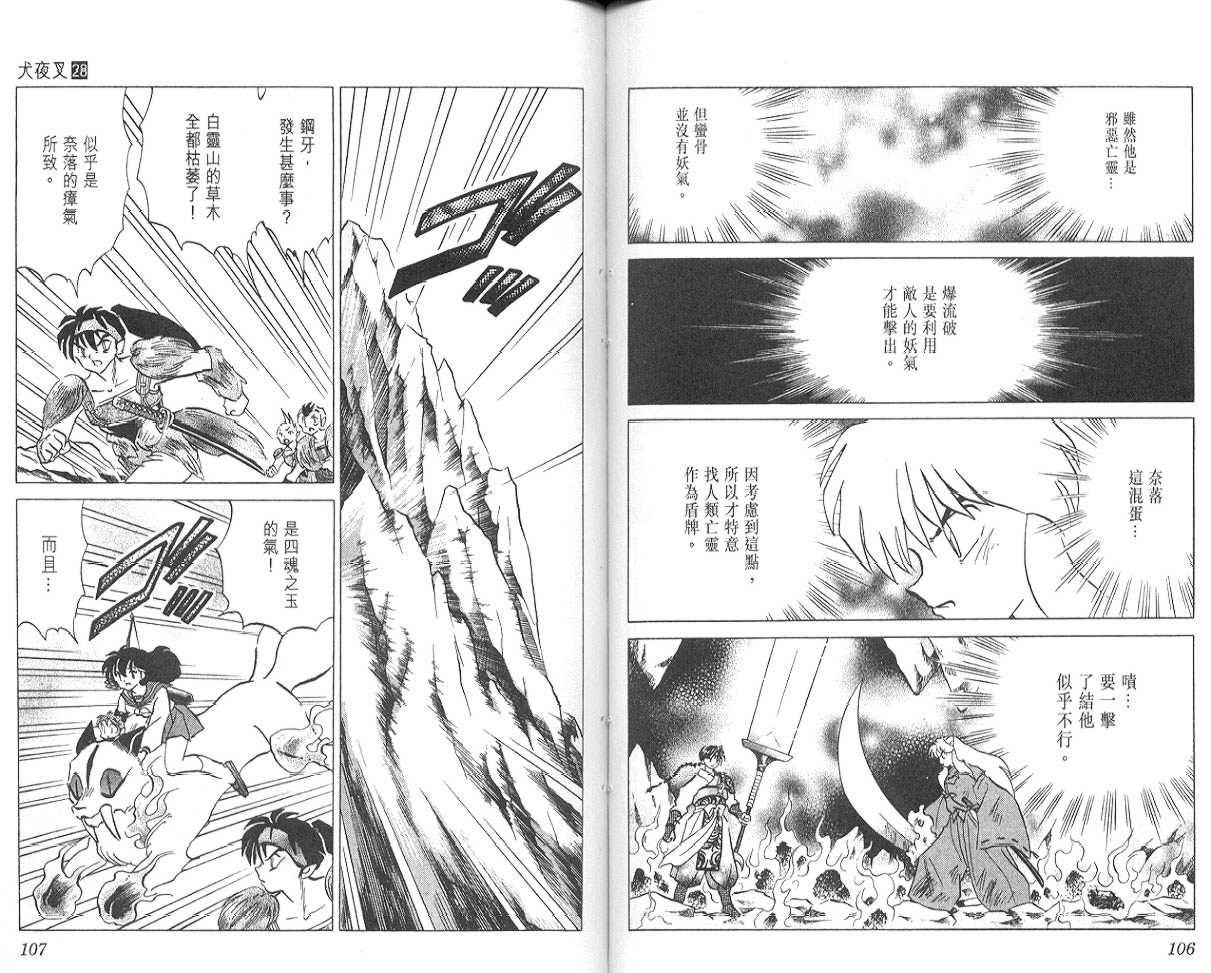 雖然他是
邪惡亡靈…
但蠻骨
並沒有妖氣。
爆流破
是要利用
敵人的妖氣
才能擊出。
奈落
這混蛋…
因考慮到這點，
所以才特意
找人類亡靈
作為盾牌。
嘖…
要一擊
了結他
似乎不行。
106
犬夜叉28
鋼牙，
發生甚麼事？
白靈山的草木
全都枯萎了！
似乎是
奈落的瘴氣
所致。
是四魂之玉
的氣！
而且…
107